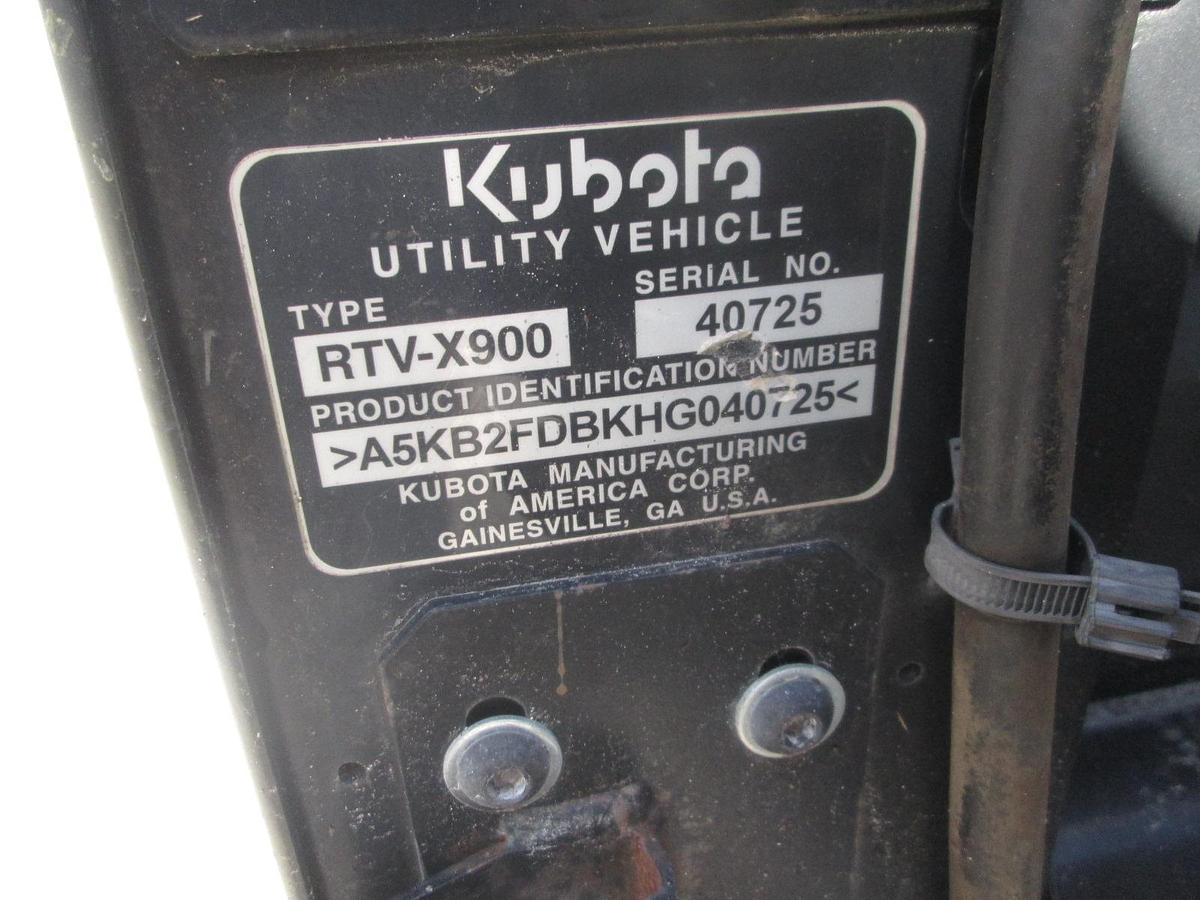 Kubota
UTILITY VEHICLE
TYPE
SERIAL NO.
RTV-X900
40725
PRODUCT IDENTIFICATION NUMBER
>A5KB2FDBKHG040725<
KUBOTA MANUFACTURING
of AMERICA CORP.
GAINESVILLE, GA U.S.A.